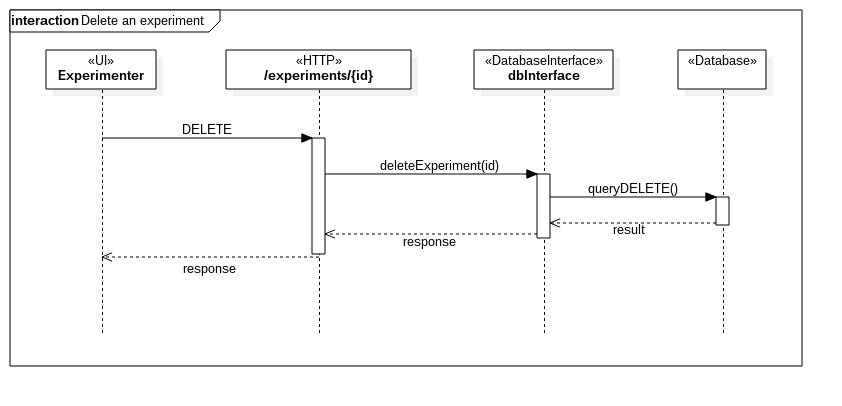 interaction Delete an experiment
«UI»
Experimenter
«HTTP»
/experiments/{id}
«DatabaseInterface»
dbInterface
«Database»
DELETE
deleteExperiment(id)
queryDELETE()
result
response
response